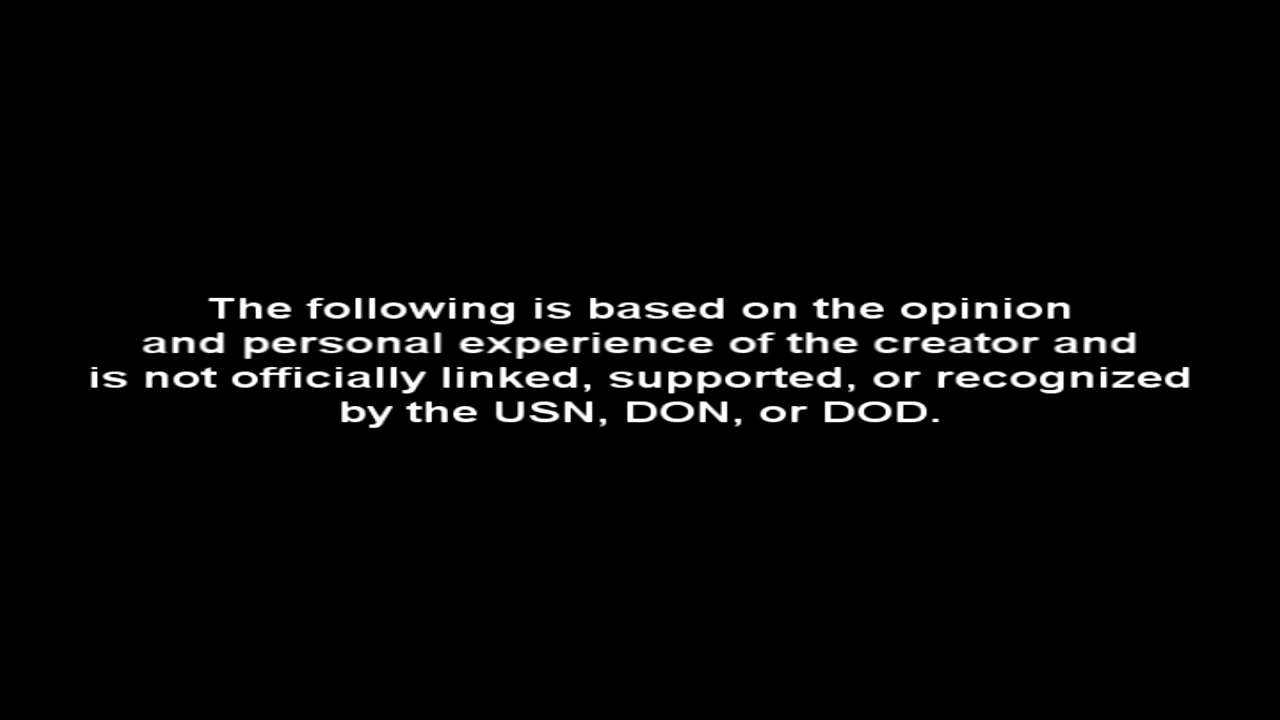 The following is based on the opinion
and personal experience of the creator and
is not officially linked, supported, or recognized
by the USN, DON, or DOD.